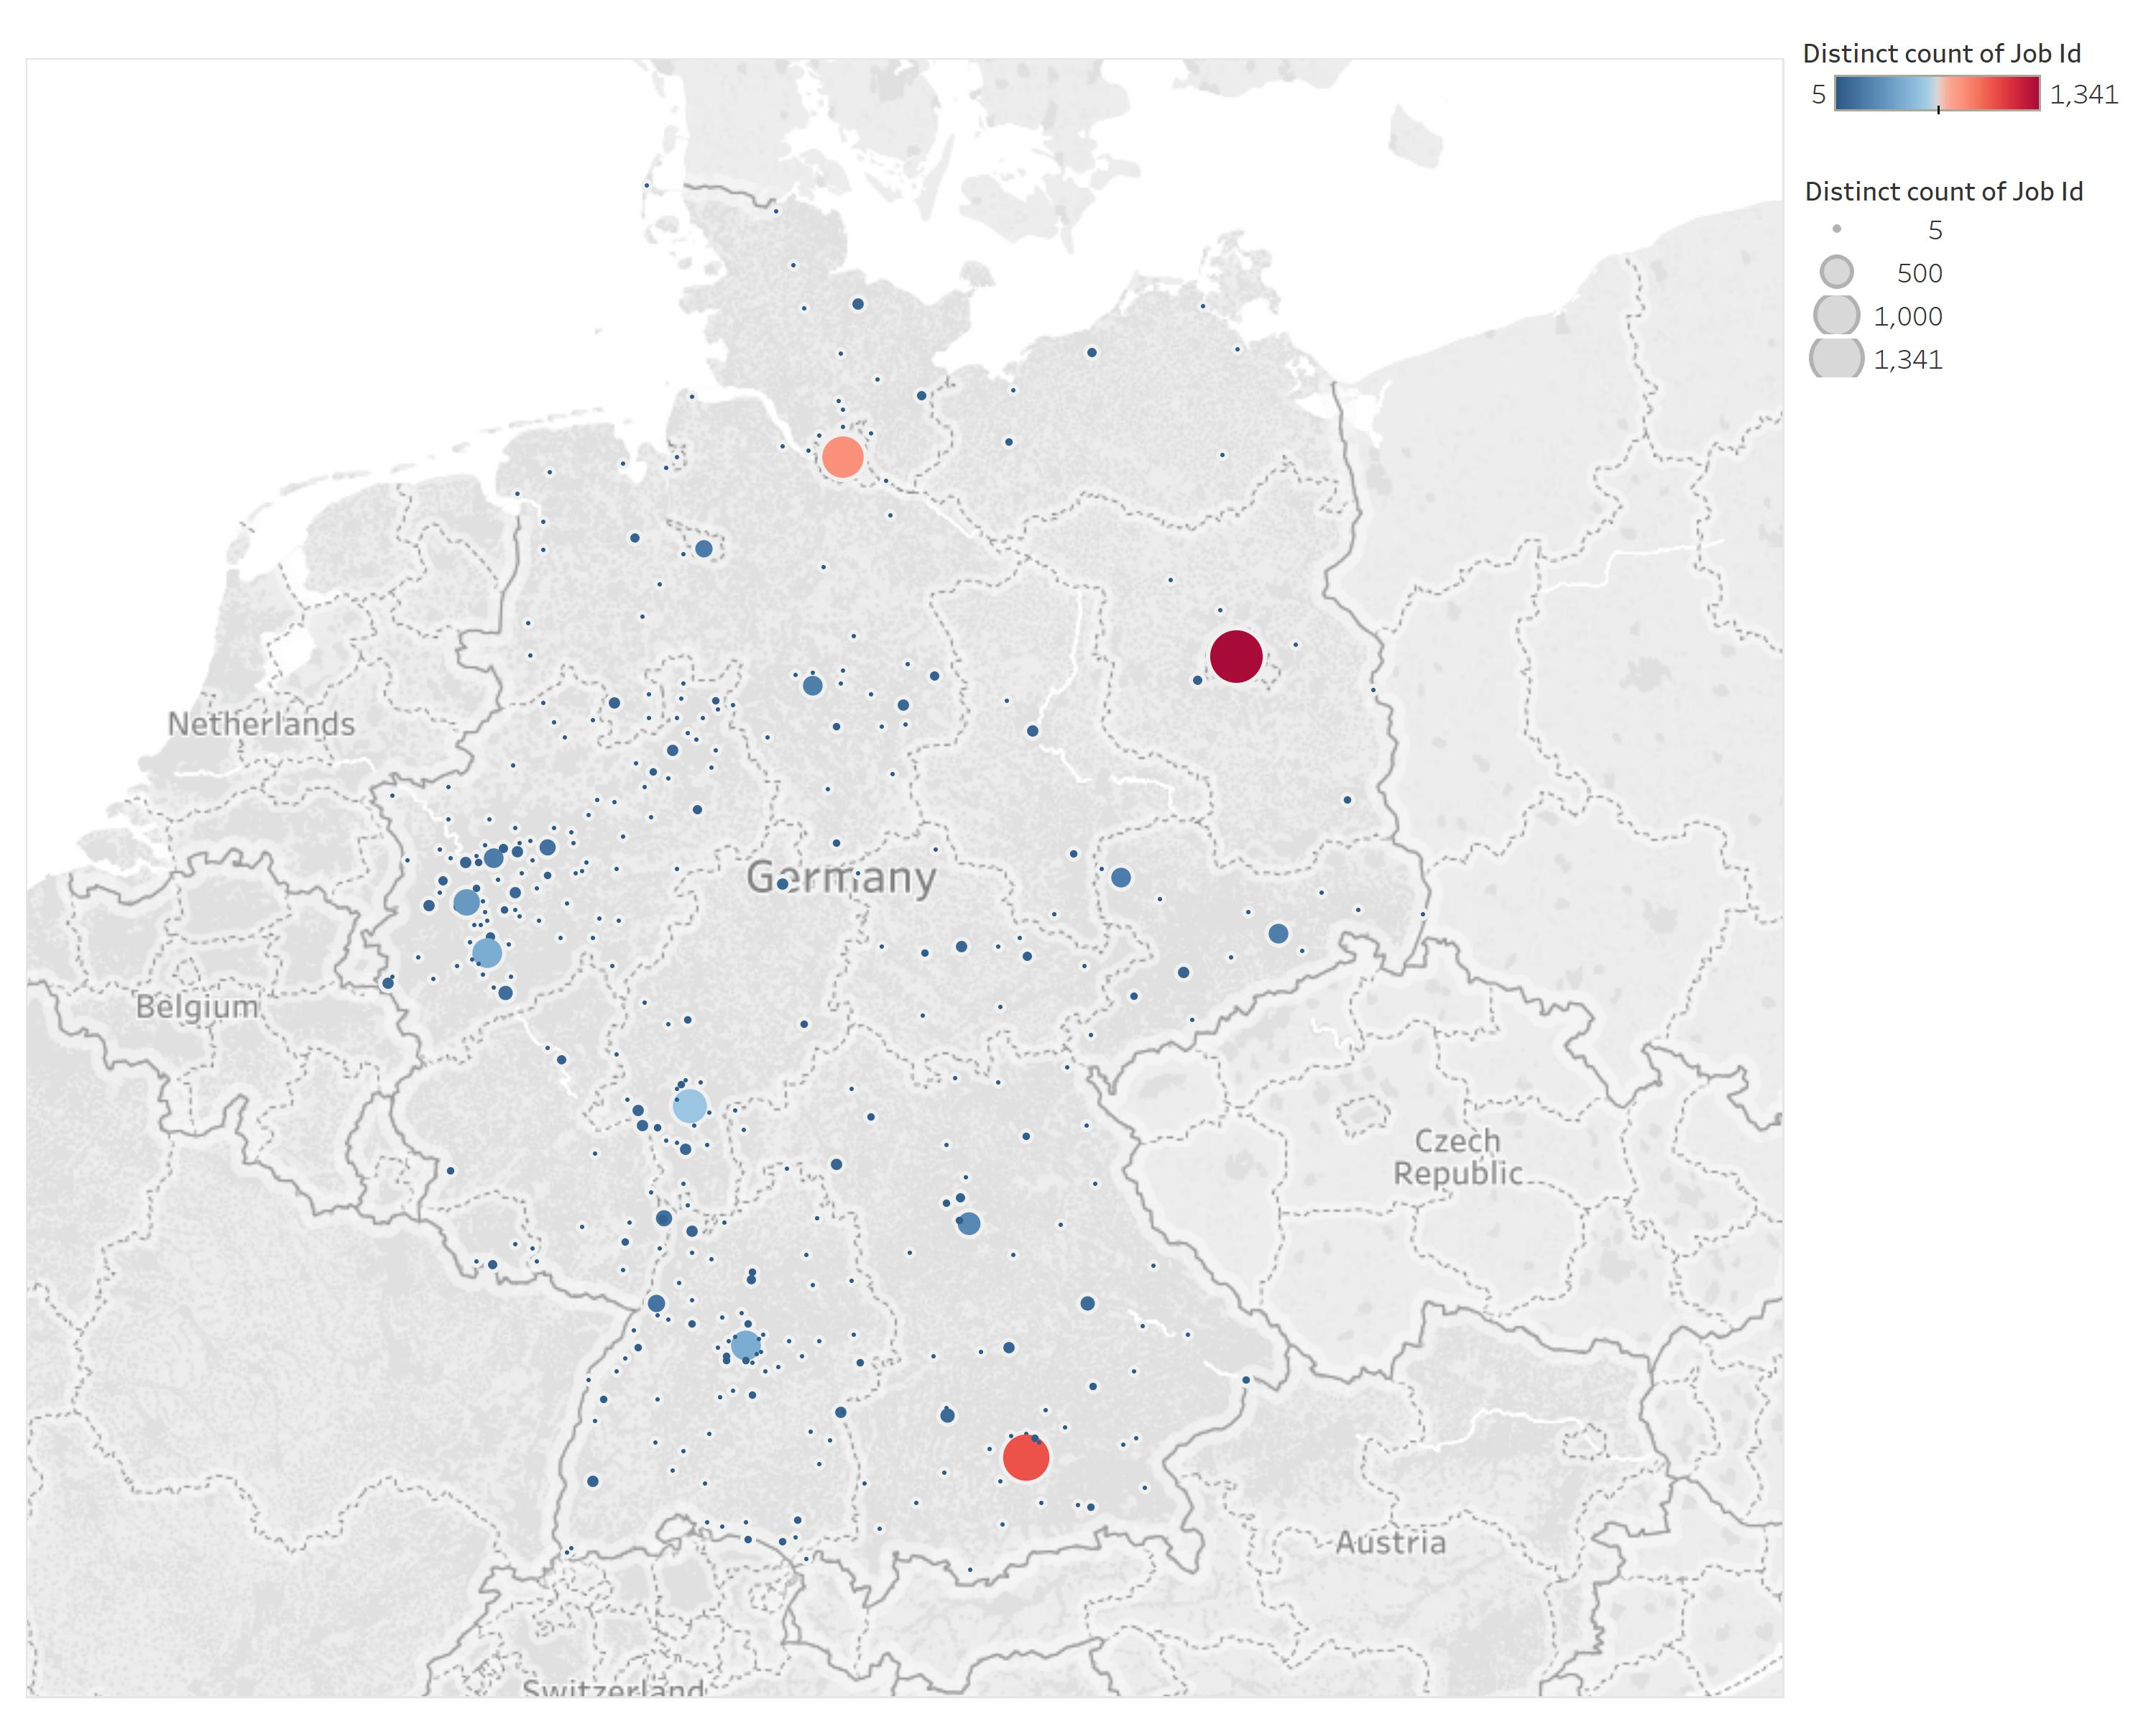 Distinct count of Job Id
5 1,341
Distinct count of Job Id
5
500
1,000
1,341
Netherlands
Germany
Belgium
Czech
Republic
Austria
Switzerland